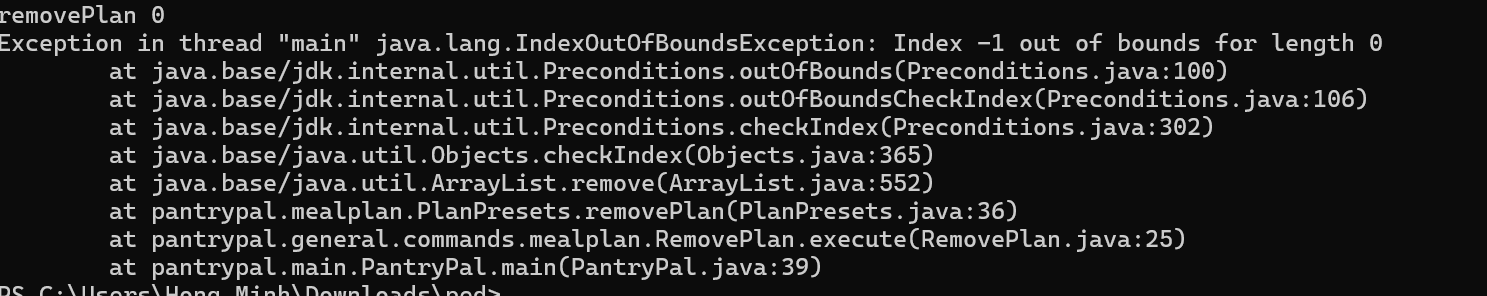 removePlan 0
Exception in thread "main" java.lang.IndexOutOfBoundsException: Index -1 out of bounds for length 0
        at java.base/jdk.internal.util.Preconditions.outOfBounds(Preconditions.java:100)
        at java.base/jdk.internal.util.Preconditions.outOfBoundsCheckIndex(Preconditions.java:106)
        at java.base/jdk.internal.util.Preconditions.checkIndex(Preconditions.java:302)
        at java.base/java.util.Objects.checkIndex(Objects.java:365)
        at java.base/java.util.ArrayList.remove(ArrayList.java:552)
        at pantrypal.mealplan.PlanPresets.removePlan(PlanPresets.java:36)
        at pantrypal.general.commands.mealplan.RemovePlan.execute(RemovePlan.java:25)
        at pantrypal.main.PantryPal.main(PantryPal.java:39)
PS C:\Users\Hong Minh\Downloads\ped>